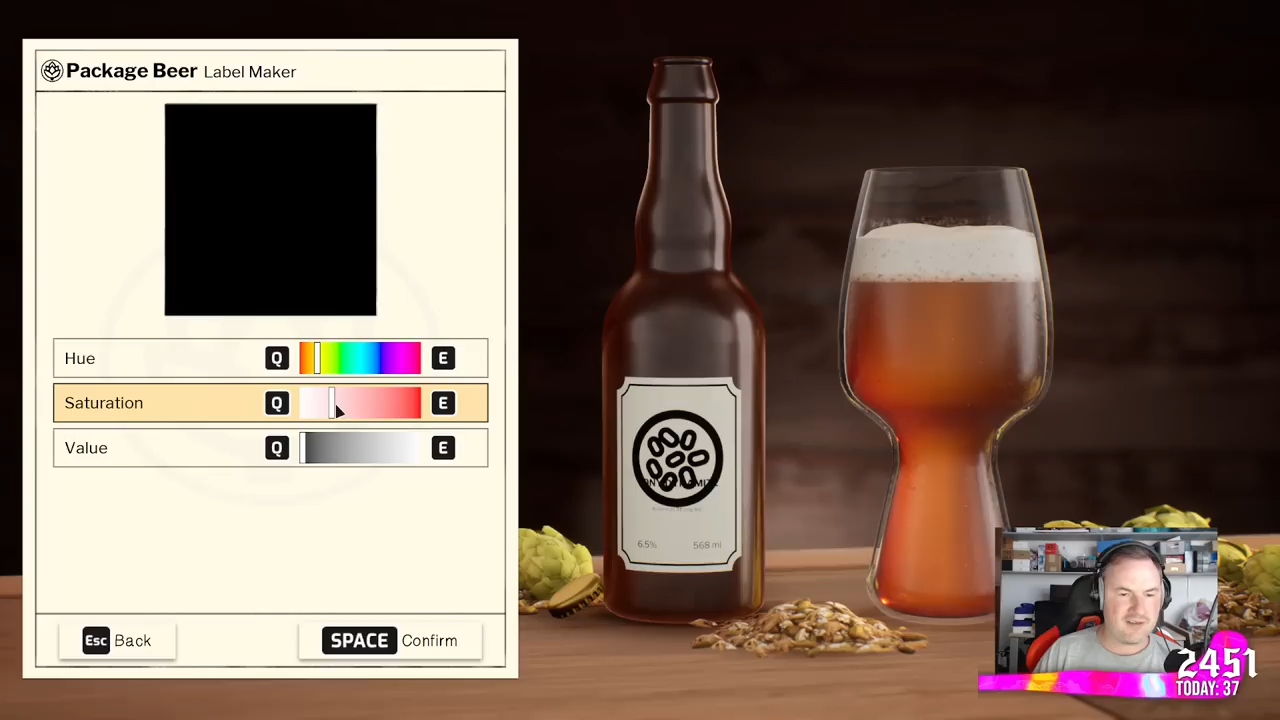 Package Beer Label Maker
Hue Q E
Saturation Q E
Value Q E
Esc Back SPACE Confirm
6.5% 568 ml
2451
TODAY: 37